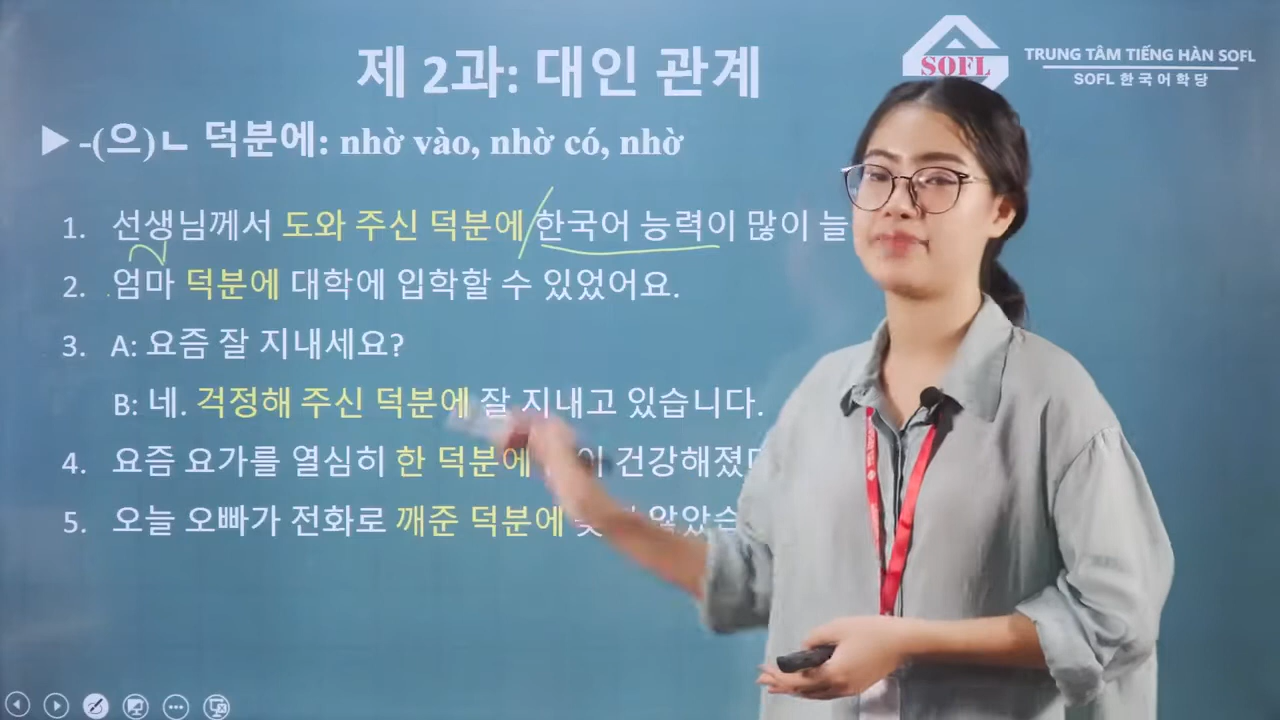 제 2과: 대인 관계
SOFL
TRUNG TÂM TIẾNG HÀN SOFL
SOFL 한국어학당
-(으)ㄴ 덕분에: nhờ vào, nhờ có, nhờ
1. 선생님께서 도와 주신 덕분에 한국어 능력이 많이 늘
2. 엄마 덕분에 대학에 입학할 수 있었어요.
3. A: 요즘 잘 지내세요?
B: 네. 걱정해 주신 덕분에 잘 지내고 있습니다.
4. 요즘 요가를 열심히 한 덕분에 건강해졌
5. 오늘 오빠가 전화로 깨준 덕분에 않았